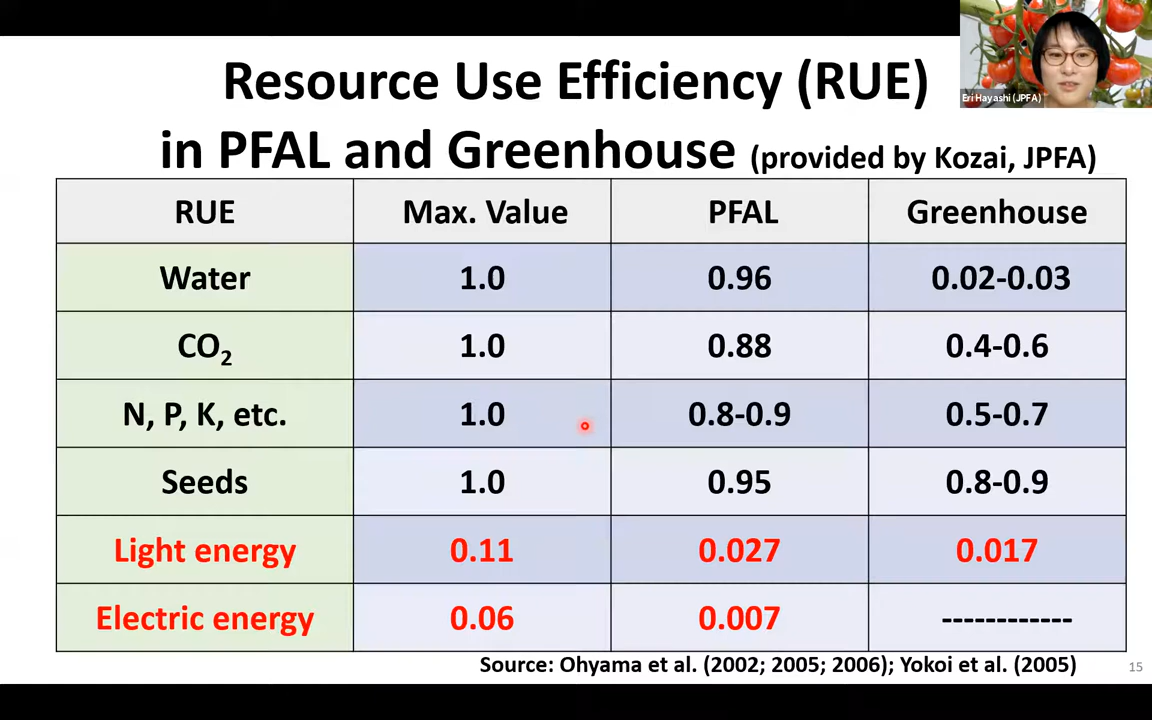 Eri Hayashi (JPFA)
Resource Use Efficiency (RUE)
in PFAL and Greenhouse (provided by Kozai, JPFA)
RUE Max. Value PFAL Greenhouse
Water 1.0 0.96 0.02-0.03
CO₂ 1.0 0.88 0.4-0.6
N, P, K, etc. 1.0 0.8-0.9 0.5-0.7
Seeds 1.0 0.95 0.8-0.9
Light energy 0.11 0.027 0.017
Electric energy 0.06 0.007 ------------
Source: Ohyama et al. (2002; 2005; 2006); Yokoi et al. (2005)
15